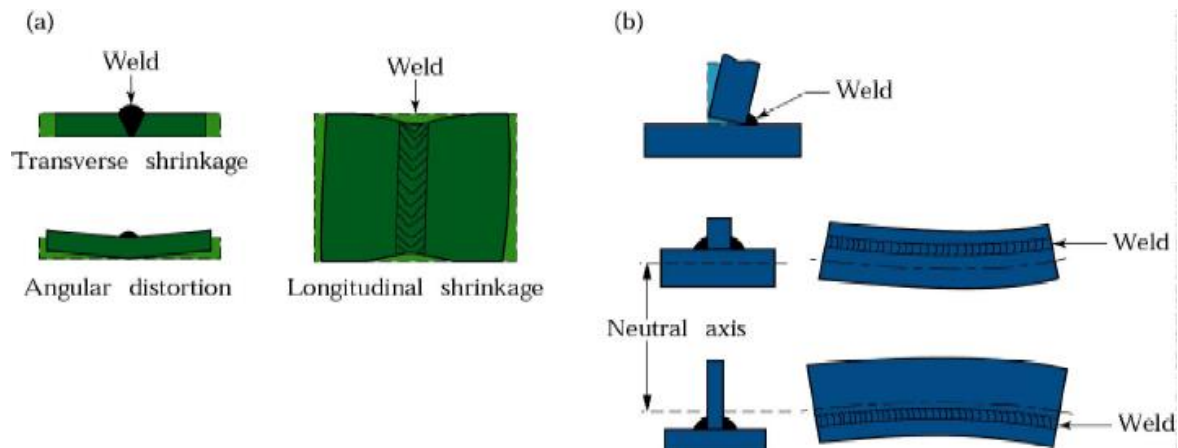 (a)
Weld
Transverse shrinkage
Angular distortion
Weld
Longitudinal shrinkage
(b)
Weld
Weld
Neutral axis
Weld